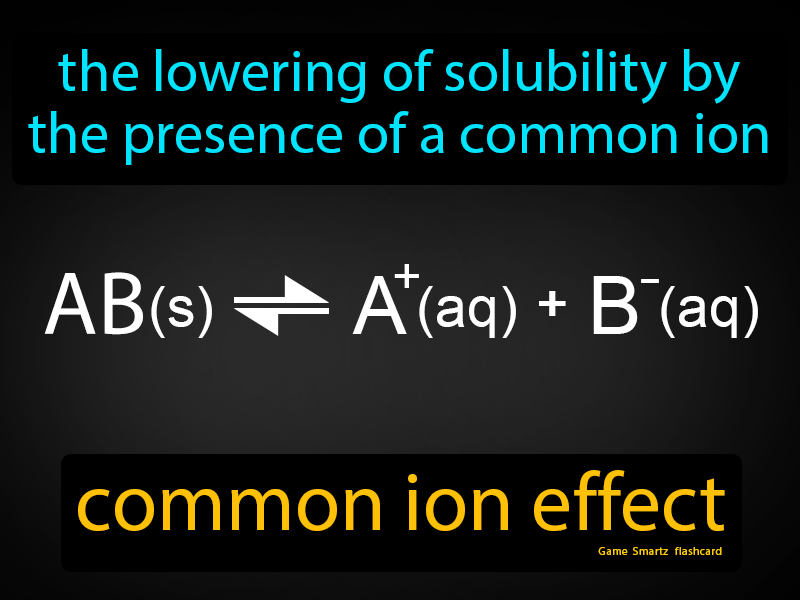 the lowering of solubility by
the presence of a common ion
AB(s) ⇌ A⁺(aq) + B⁻(aq)
common ion effect
Game Smartz flashcard